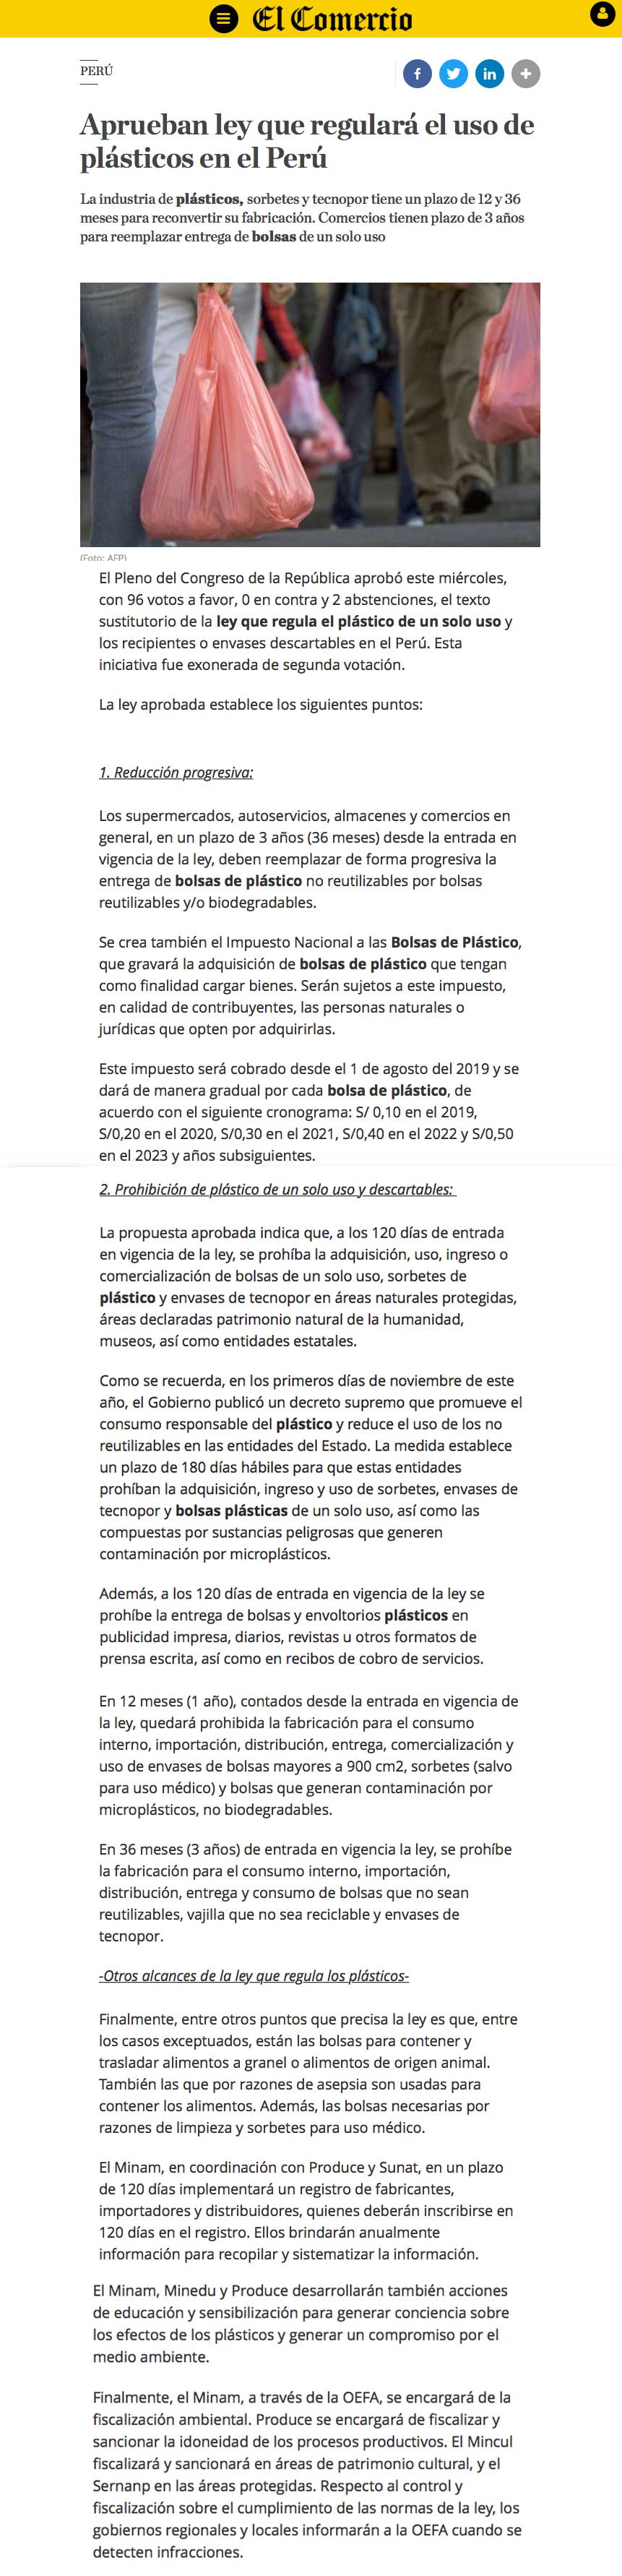 El Comercio
PERÚ
Aprueban ley que regulará el uso de
plásticos en el Perú
La industria de plásticos, sorbetes y tecnopor tiene un plazo de 12 y 36
meses para reconvertir su fabricación. Comercios tienen plazo de 3 años
para reemplazar entrega de bolsas de un solo uso
(Foto: AFP)
El Pleno del Congreso de la República aprobó este miércoles,
con 96 votos a favor, 0 en contra y 2 abstenciones, el texto
sustitutorio de la ley que regula el plástico de un solo uso y
los recipientes o envases descartables en el Perú. Esta
iniciativa fue exonerada de segunda votación.
La ley aprobada establece los siguientes puntos:
1. Reducción progresiva:
Los supermercados, autoservicios, almacenes y comercios en
general, en un plazo de 3 años (36 meses) desde la entrada en
vigencia de la ley, deben reemplazar de forma progresiva la
entrega de bolsas de plástico no reutilizables por bolsas
reutilizables y/o biodegradables.
Se crea también el Impuesto Nacional a las Bolsas de Plástico,
que gravará la adquisición de bolsas de plástico que tengan
como finalidad cargar bienes. Serán sujetos a este impuesto,
en calidad de contribuyentes, las personas naturales o
jurídicas que opten por adquirirlas.
Este impuesto será cobrado desde el 1 de agosto del 2019 y se
dará de manera gradual por cada bolsa de plástico, de
acuerdo con el siguiente cronograma: S/ 0,10 en el 2019,
S/0,20 en el 2020, S/0,30 en el 2021, S/0,40 en el 2022 y S/0,50
en el 2023 y años subsiguientes.
2. Prohibición de plástico de un solo uso y descartables:
La propuesta aprobada indica que, a los 120 días de entrada
en vigencia de la ley, se prohíba la adquisición, uso, ingreso o
comercialización de bolsas de un solo uso, sorbetes de
plástico y envases de tecnopor en áreas naturales protegidas,
áreas declaradas patrimonio natural de la humanidad,
museos, así como entidades estatales.
Como se recuerda, en los primeros días de noviembre de este
año, el Gobierno publicó un decreto supremo que promueve el
consumo responsable del plástico y reduce el uso de los no
reutilizables en las entidades del Estado. La medida establece
un plazo de 180 días hábiles para que estas entidades
prohíban la adquisición, ingreso y uso de sorbetes, envases de
tecnopor y bolsas plásticas de un solo uso, así como las
compuestas por sustancias peligrosas que generen
contaminación por microplásticos.
Además, a los 120 días de entrada en vigencia de la ley se
prohíbe la entrega de bolsas y envoltorios plásticos en
publicidad impresa, diarios, revistas u otros formatos de
prensa escrita, así como en recibos de cobro de servicios.
En 12 meses (1 año), contados desde la entrada en vigencia de
la ley, quedará prohibida la fabricación para el consumo
interno, importación, distribución, entrega, comercialización y
uso de envases de bolsas mayores a 900 cm2, sorbetes (salvo
para uso médico) y bolsas que generan contaminación por
microplásticos, no biodegradables.
En 36 meses (3 años) de entrada en vigencia la ley, se prohíbe
la fabricación para el consumo interno, importación,
distribución, entrega y consumo de bolsas que no sean
reutilizables, vajilla que no sea reciclable y envases de
tecnopor.
-Otros alcances de la ley que regula los plásticos-
Finalmente, entre otros puntos que precisa la ley es que, entre
los casos exceptuados, están las bolsas para contener y
trasladar alimentos a granel o alimentos de origen animal.
También las que por razones de asepsia son usadas para
contener los alimentos. Además, las bolsas necesarias por
razones de limpieza y sorbetes para uso médico.
El Minam, en coordinación con Produce y Sunat, en un plazo
de 120 días implementará un registro de fabricantes,
importadores y distribuidores, quienes deberán inscribirse en
120 días en el registro. Ellos brindarán anualmente
información para recopilar y sistematizar la información.
El Minam, Minedu y Produce desarrollarán también acciones
de educación y sensibilización para generar conciencia sobre
los efectos de los plásticos y generar un compromiso por el
medio ambiente.
Finalmente, el Minam, a través de la OEFA, se encargará de la
fiscalización ambiental. Produce se encargará de fiscalizar y
sancionar la idoneidad de los procesos productivos. El Mincul
fiscalizará y sancionará en áreas de patrimonio cultural, y el
Sernanp en las áreas protegidas. Respecto al control y
fiscalización sobre el cumplimiento de las normas de la ley, los
gobiernos regionales y locales informarán a la OEFA cuando se
detecten infracciones.